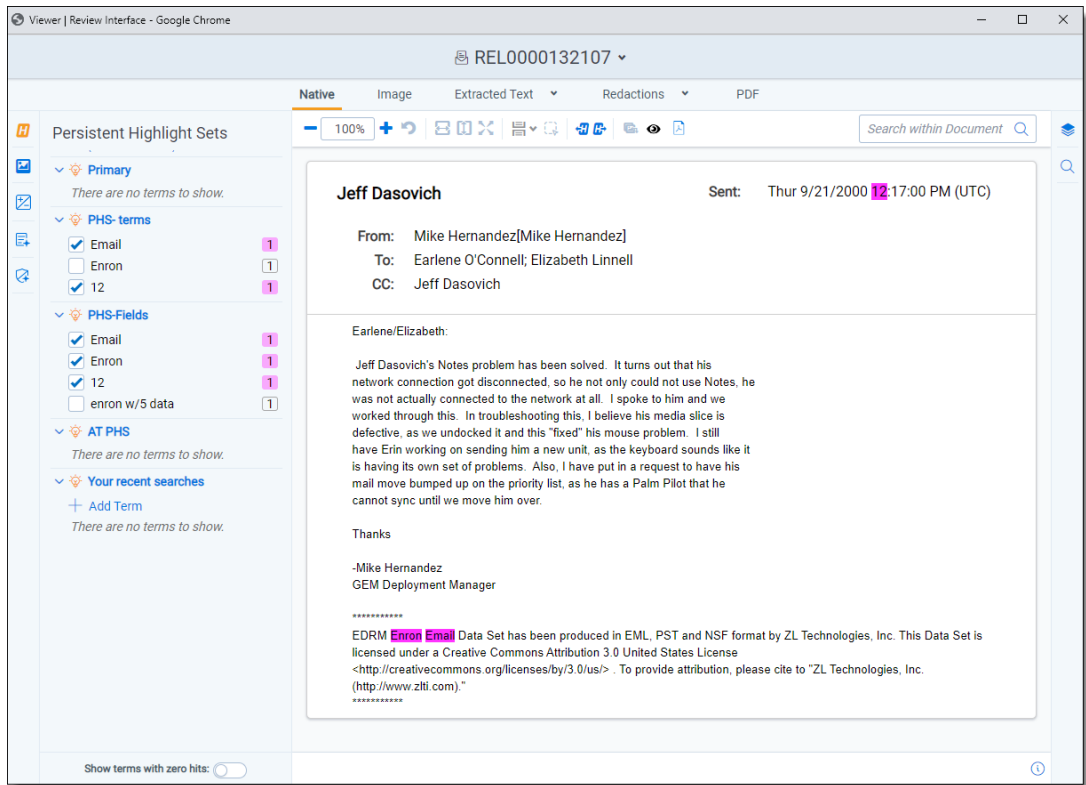 Viewer | Review Interface - Google Chrome
REL0000132107
Native Image Extracted Text Redactions PDF
Persistent Highlight Sets
100%
Search within Document
Primary
There are no terms to show.
PHS- terms
Email 1
Enron 1
12 1
PHS-Fields
Email 1
Enron 1
12 1
enron w/5 data 1
AT PHS
There are no terms to show.
Your recent searches
Add Term
There are no terms to show.
Show terms with zero hits:
Jeff Dasovich
Sent: Thur 9/21/2000 12:17:00 PM (UTC)
From: Mike Hernandez[Mike Hernandez]
To: Earlene O'Connell; Elizabeth Linnell
CC: Jeff Dasovich
Earlene/Elizabeth:
Jeff Dasovich's Notes problem has been solved. It turns out that his
network connection got disconnected, so he not only could not use Notes, he
was not actually connected to the network at all. I spoke to him and we
worked through this. In troubleshooting this, I believe his media slice is
defective, as we undocked it and this "fixed" his mouse problem. I still
have Erin working on sending him a new unit, as the keyboard sounds like it
is having its own set of problems. Also, I have put in a request to have his
mail move bumped up on the priority list, as he has a Palm Pilot that he
cannot sync until we move him over.
Thanks
-Mike Hernandez
GEM Deployment Manager
***********
EDRM Enron Email Data Set has been produced in EML, PST and NSF format by ZL Technologies, Inc. This Data Set is
licensed under a Creative Commons Attribution 3.0 United States License
<http://creativecommons.org/licenses/by/3.0/us/> . To provide attribution, please cite to "ZL Technologies, Inc.
(http://www.zlti.com)."
***********